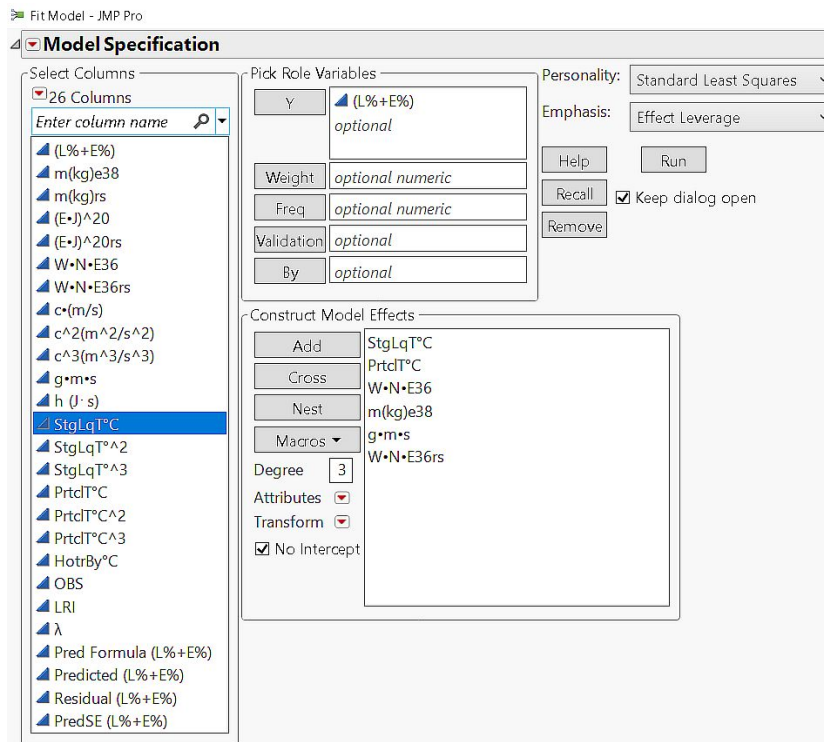 Fit Model - JMP Pro
Model Specification
Select Columns
26 Columns
Enter column name
(L%+E%)
m(kg)e38
m(kg)rs
(E•J)^20
(E•J)^20rs
W•N•E36
W•N•E36rs
c•(m/s)
c^2(m^2/s^2)
c^3(m^3/s^3)
g•m•s
h (J· s)
StgLqT°C
StgLqT°^2
StgLqT°^3
PrtclT°C
PrtclT°C^2
PrtclT°C^3
HotrBy°C
OBS
LRI
λ
Pred Formula (L%+E%)
Predicted (L%+E%)
Residual (L%+E%)
PredSE (L%+E%)
Pick Role Variables
Y
(L%+E%)
optional
Weight optional numeric
Freq optional numeric
Validation optional
By optional
Personality: Standard Least Squares
Emphasis: Effect Leverage
Help Run
Recall Keep dialog open
Remove
Construct Model Effects
Add
Cross
Nest
Macros
Degree 3
Attributes
Transform
No Intercept
StgLqT°C
PrtclT°C
W•N•E36
m(kg)e38
g•m•s
W•N•E36rs